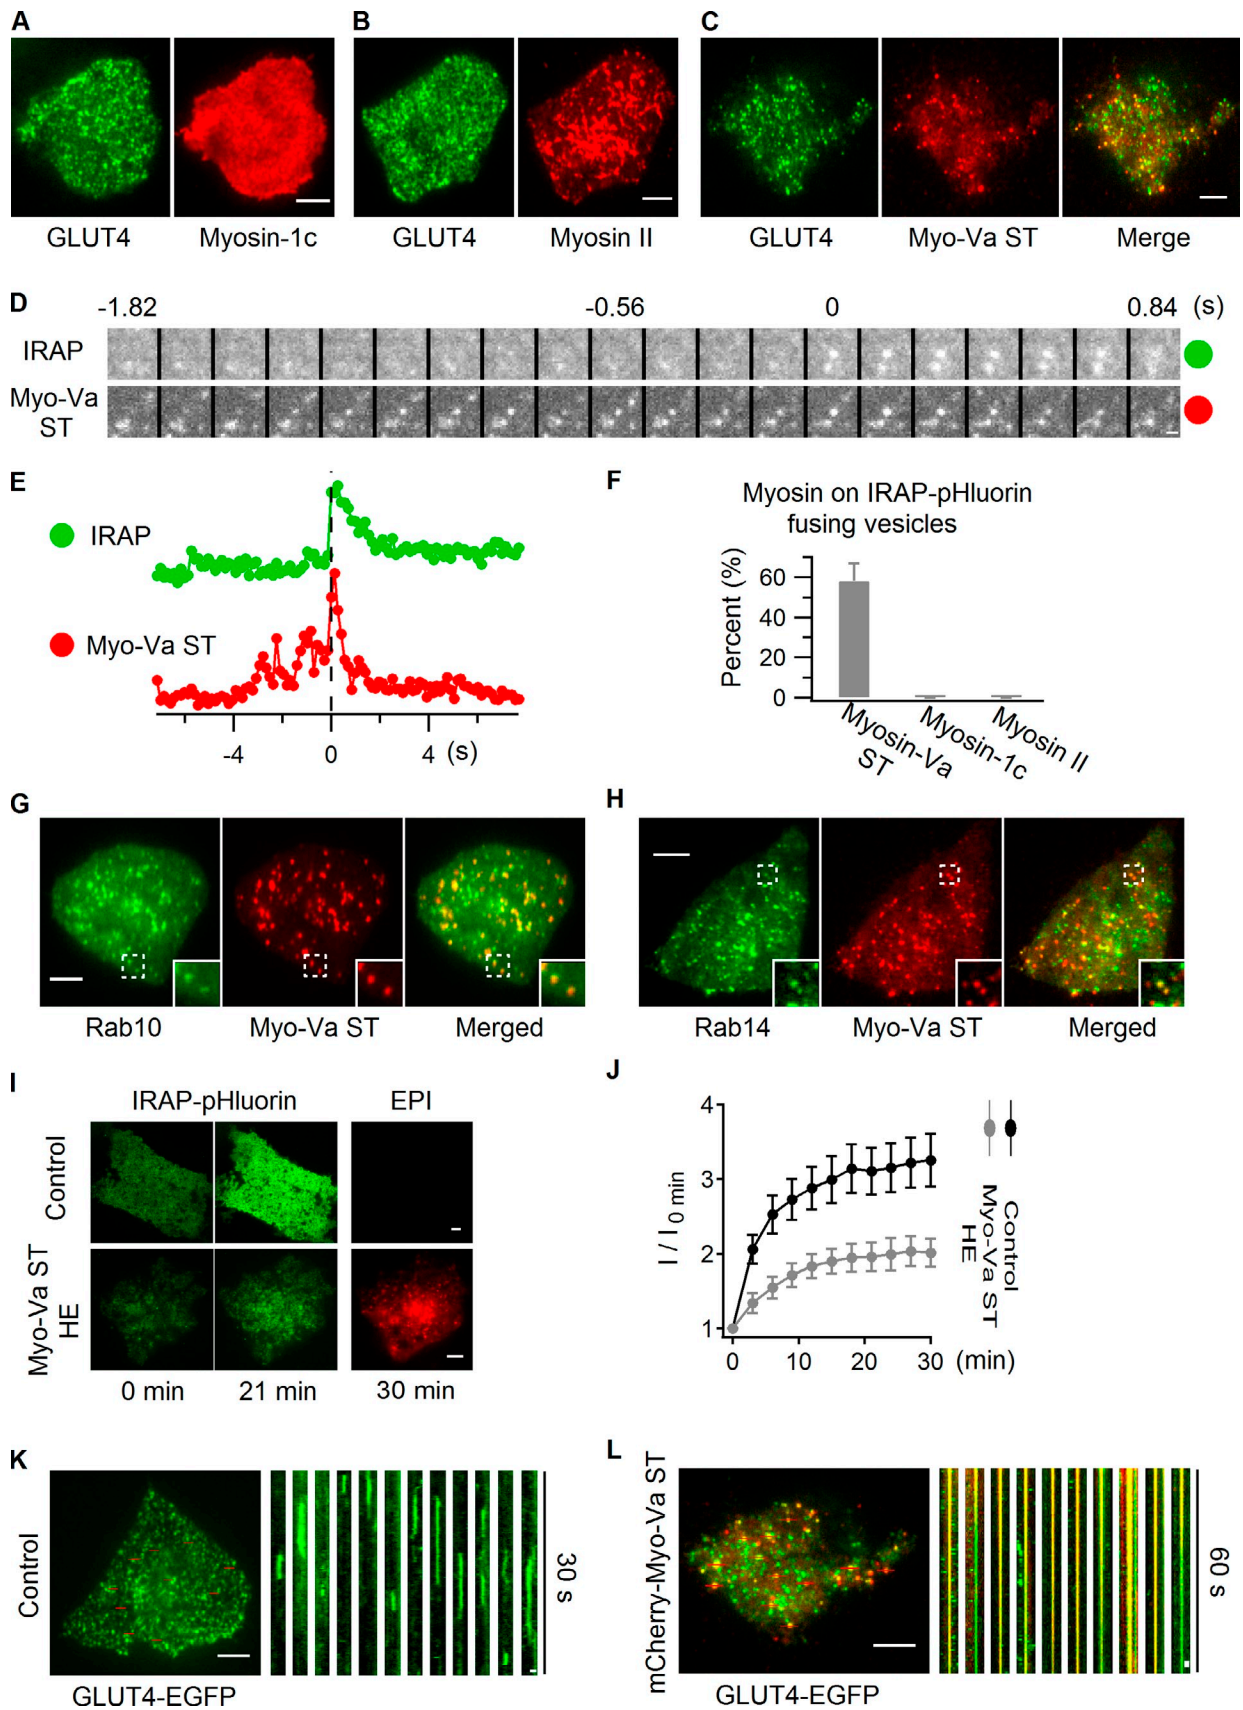 A
B
C
GLUT4
Myosin-1c
GLUT4
Myosin II
GLUT4
Myo-Va ST
Merge
D
-1.82
-0.56
0
0.84
(s)
IRAP
Myo-Va
ST
E
IRAP
Myo-Va ST
-4
0
4
(s)
F
Myosin on IRAP-pHluorin
fusing vesicles
Percent (%)
60
40
20
0
Myosin-Va
ST
Myosin-1c
Myosin II
G
Rab10
Myo-Va ST
Merged
H
Rab14
Myo-Va ST
Merged
I
IRAP-pHluorin
EPI
Control
Myo-Va ST
HE
0 min
21 min
30 min
J
I / I 0 min
4
3
2
1
0
10
20
30
(min)
Control
Myo-Va ST
HE
K
Control
GLUT4-EGFP
30 s
L
mCherry-Myo-Va ST
GLUT4-EGFP
60 s